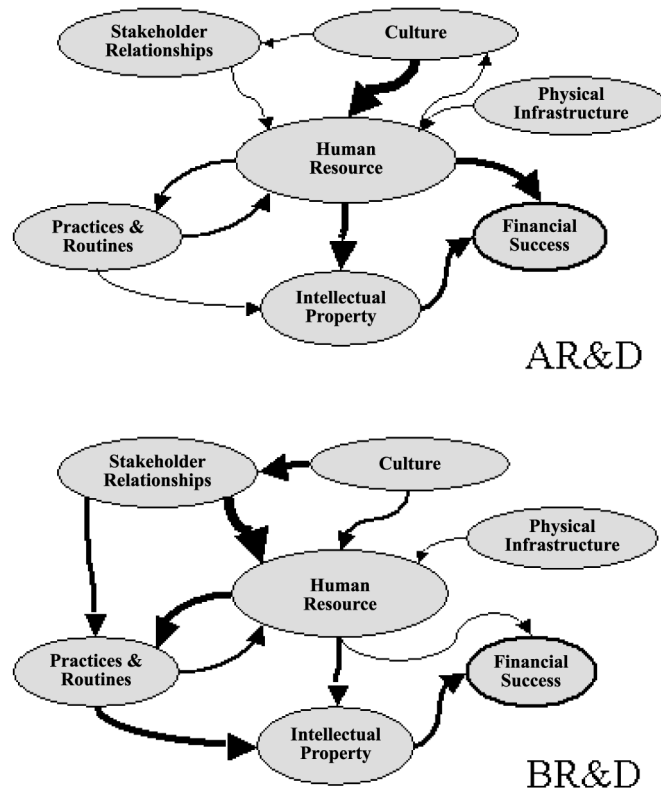 Stakeholder
Relationships
Culture
Physical
Infrastructure
Human
Resource
Practices &
Routines
Financial
Success
Intellectual
Property
AR&D
Stakeholder
Relationships
Culture
Physical
Infrastructure
Human
Resource
Practices &
Routines
Financial
Success
Intellectual
Property
BR&D